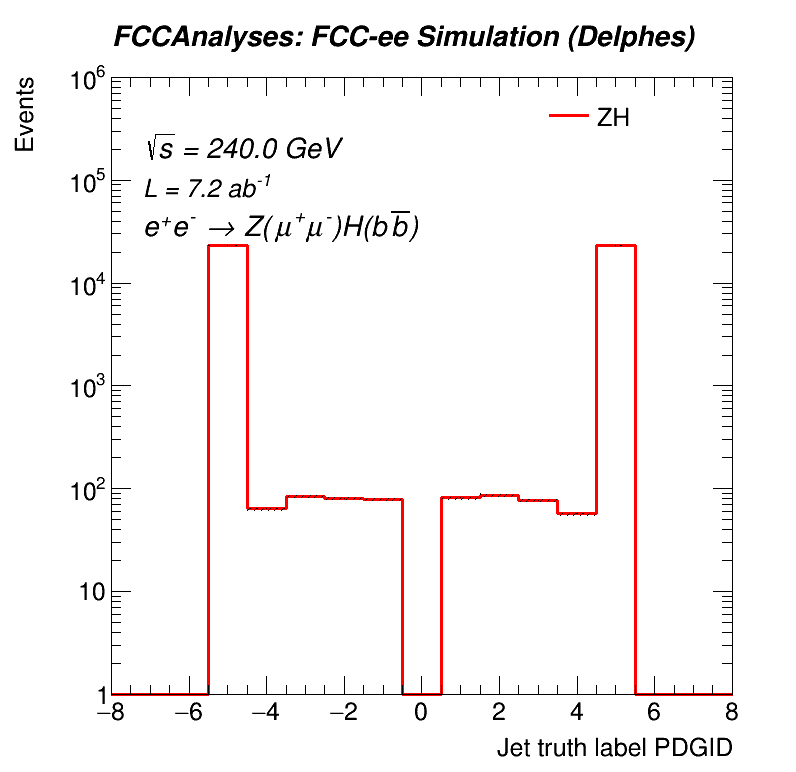 FCCAnalyses: FCC-ee Simulation (Delphes)
Events
10⁶
10⁵
10⁴
10³
10²
10
1
ZH
√s = 240.0 GeV
L = 7.2 ab⁻¹
e⁺e⁻ → Z(μ⁺μ⁻)H(bb̅)
−8 −6 −4 −2 0 2 4 6 8
Jet truth label PDGID